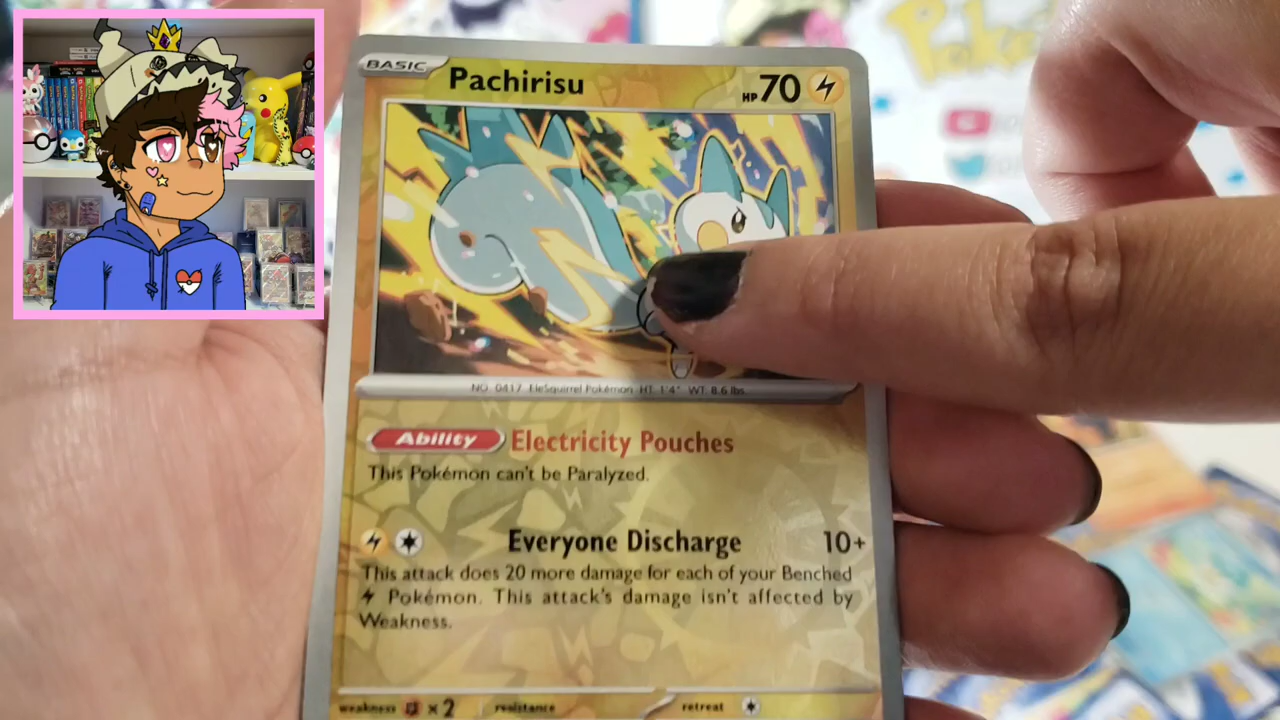 BASIC
Pachirisu
HP 70
NO. 0417 EleSquirrel Pokémon HT: 1'4" WT: 8.6 lbs.
Ability Electricity Pouches
This Pokémon can't be Paralyzed.
Everyone Discharge 10+
This attack does 20 more damage for each of your Benched
Pokémon. This attack's damage isn't affected by
Weakness.
weakness ×2 resistance retreat